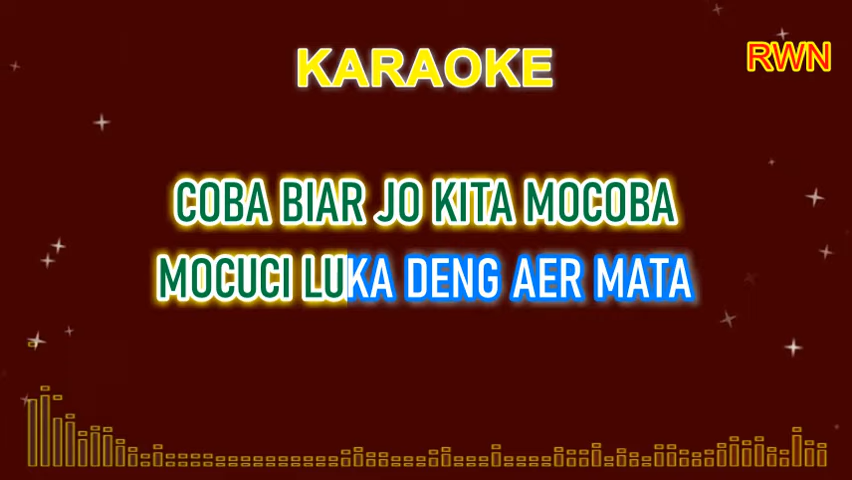 KARAOKE
RWN
COBA BIAR JO KITA MOCOBA
MOCUCI LUKA DENG AER MATA